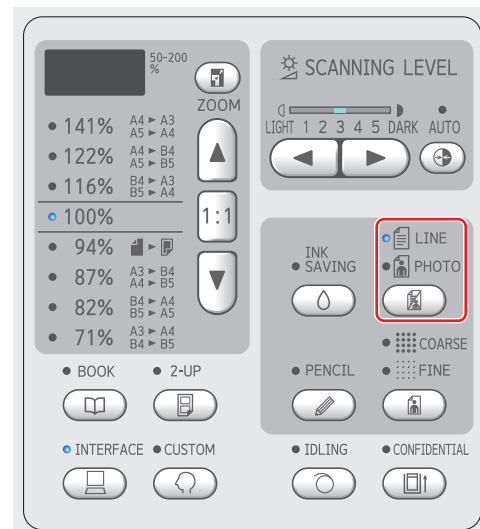 50-200
%
ZOOM
141% A4 ► A3
A5 ► A4
122% A4 ► B4
A5 ► B5
116% B4 ► A3
B5 ► A4
100%
94%
87% A3 ► B4
A4 ► B5
82% B4 ► A4
B5 ► A5
71% A3 ► A4
B4 ► B5
1:1
BOOK
2-UP
INTERFACE
CUSTOM
SCANNING LEVEL
LIGHT 1 2 3 4 5 DARK AUTO
INK
SAVING
LINE
PHOTO
COARSE
PENCIL
FINE
IDLING
CONFIDENTIAL